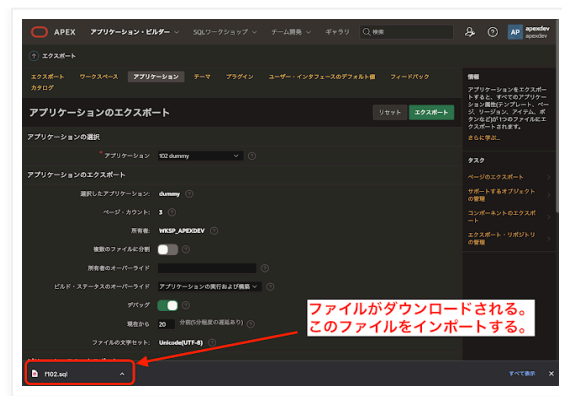 APEX アプリケーション・ビルダー SQLワークショップ チーム開発 ギャラリ 検索 AP apexdev apexdev
エクスポート
エクスポート ワークスペース アプリケーション テーマ プラグイン ユーザー・インタフェースのデフォルト値 フィードバック
カタログ
アプリケーションのエクスポート リセット エクスポート
アプリケーションの選択
* アプリケーション 102 dummy
アプリケーションのエクスポート
選択したアプリケーション: dummy
ページ・カウント: 3
所有者: WKSP_APEXDEV
複数のファイルに分割
所有者のオーバーライド
ビルド・ステータスのオーバーライド アプリケーションの実行および構築
デバッグ
現在から 20 分前(5分程度の遅延あり)
ファイルの文字セット: Unicode(UTF-8)
情報
アプリケーションをエクスポー
トすると、すべてのアプリケー
ション属性(テンプレート、ペー
ジ、リージョン、アイテム、ボ
タンなど)が1つのファイルにエ
クスポートされます。
さらに学ぶ...
タスク
ページのエクスポート
サポートするオブジェクト
の管理
コンポーネントのエクスポ
ート
エクスポート・リポジトリ
の管理
ファイルがダウンロードされる。
このファイルをインポートする。
f102.sql すべて表示